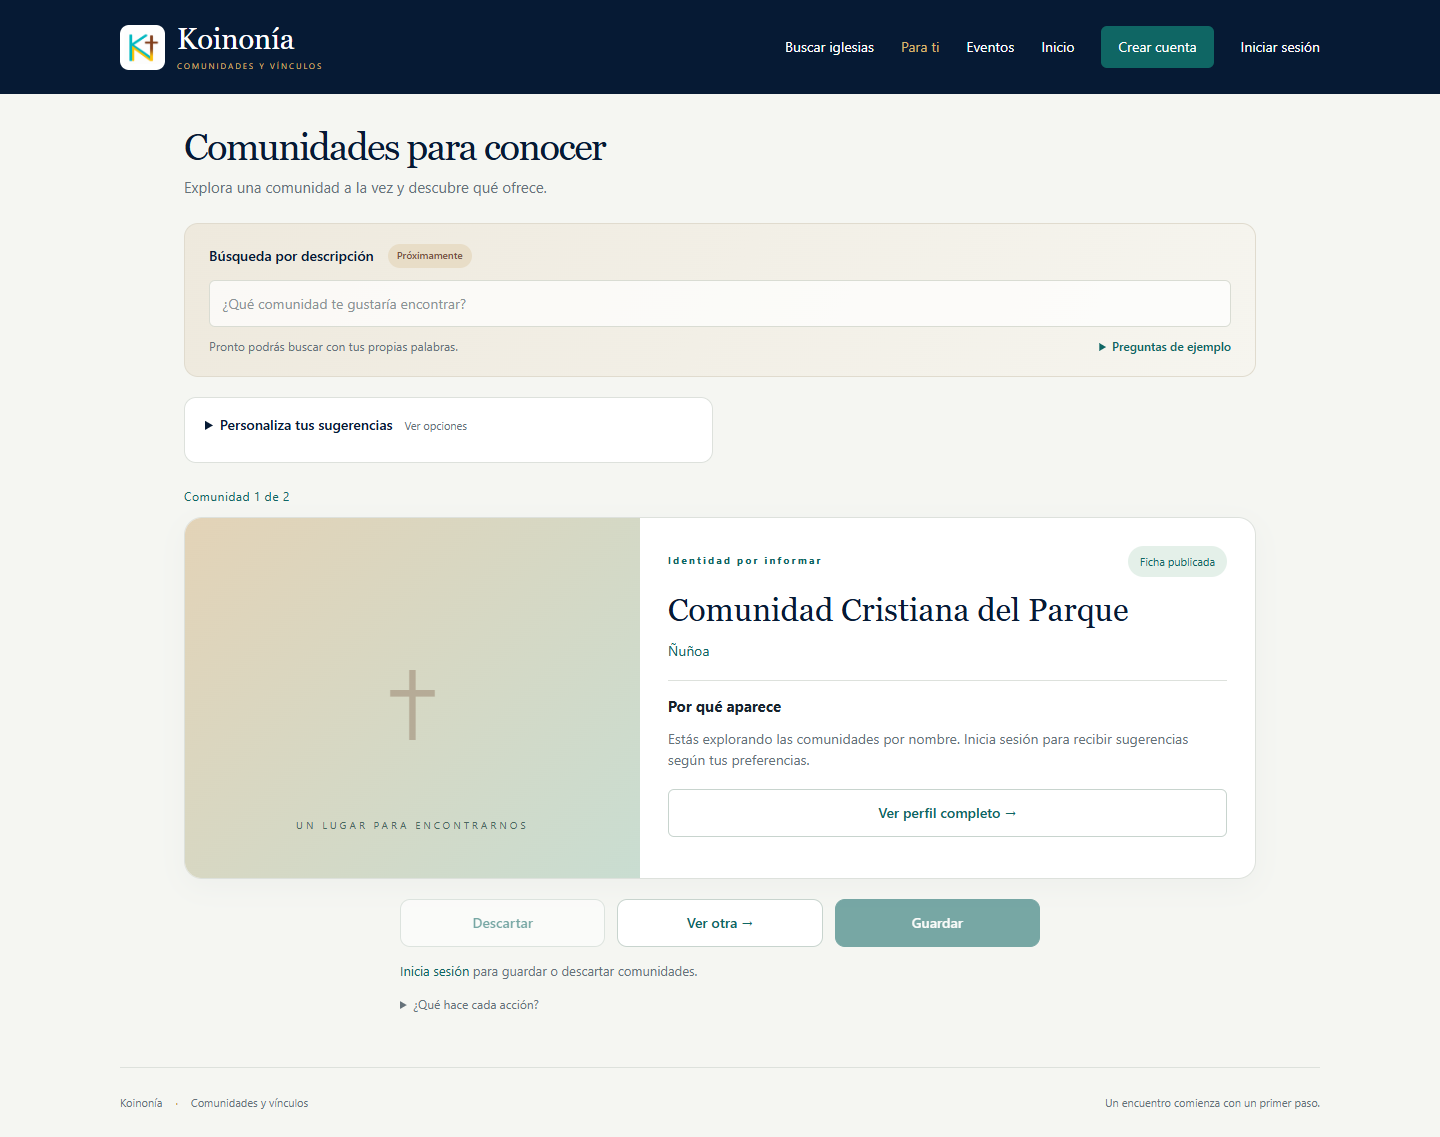 Koinonía
COMUNIDADES Y VÍNCULOS
Buscar iglesias
Para ti
Eventos
Inicio
Crear cuenta
Iniciar sesión
Comunidades para conocer
Explora una comunidad a la vez y descubre qué ofrece.
Búsqueda por descripción
Próximamente
¿Qué comunidad te gustaría encontrar?
Pronto podrás buscar con tus propias palabras.
▶ Preguntas de ejemplo
▶ Personaliza tus sugerencias
Ver opciones
Comunidad 1 de 2
UN LUGAR PARA ENCONTRARNOS
Identidad por informar
Ficha publicada
Comunidad Cristiana del Parque
Ñuñoa
Por qué aparece
Estás explorando las comunidades por nombre. Inicia sesión para recibir sugerencias
según tus preferencias.
Ver perfil completo →
Descartar
Ver otra →
Guardar
Inicia sesión para guardar o descartar comunidades.
▶ ¿Qué hace cada acción?
Koinonía · Comunidades y vínculos
Un encuentro comienza con un primer paso.